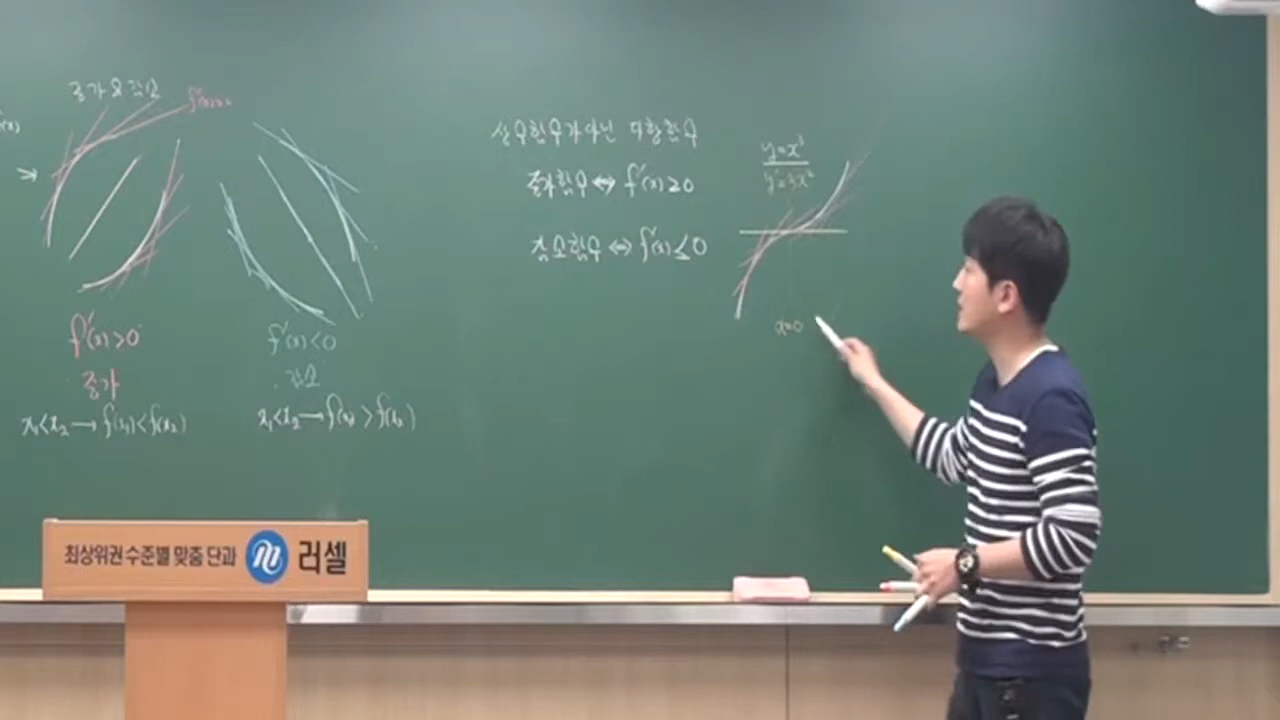 증가 & 감소
f'(x)>0
증가
x₁<x₂ → f(x₁)<f(x₂)
f'(x)<0
감소
x₁<x₂ → f(x₁)>f(x₂)
상수함수가 아닌 다항함수
증가함수 ⇔ f'(x)≥0
감소함수 ⇔ f'(x)≤0
y=x³
y'=3x²
x=0
최상위권 수준별 맞춤 단과 러셀